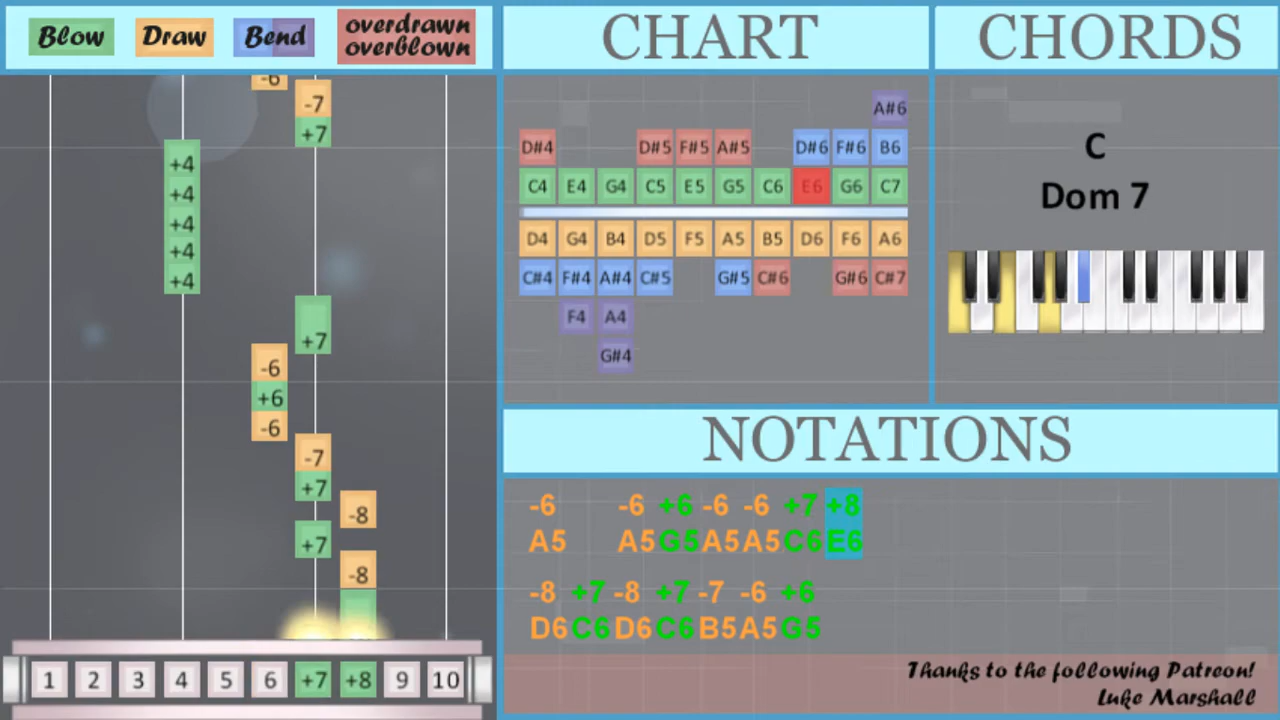 Blow Draw Bend overdrawn
overblown
CHART
CHORDS
-6
-7
+7
+4
+4
+4
+4
+4
+7
-6
+6
-6
-7
+7
-8
+7
-8
1 2 3 4 5 6 +7 +8 9 10
A#6
D#4 D#5 F#5 A#5 D#6 F#6 B6
C4 E4 G4 C5 E5 G5 C6 E6 G6 C7
D4 G4 B4 D5 F5 A5 B5 D6 F6 A6
C#4 F#4 A#4 C#5 G#5 C#6 G#6 C#7
F4 A4
G#4
C
Dom 7
NOTATIONS
-6 -6 +6 -6 -6 +7 +8
A5 A5 G5 A5 A5 C6 E6
-8 +7 -8 +7 -7 -6 +6
D6 C6 D6 C6 B5 A5 G5
Thanks to the following Patreon!
Luke Marshall